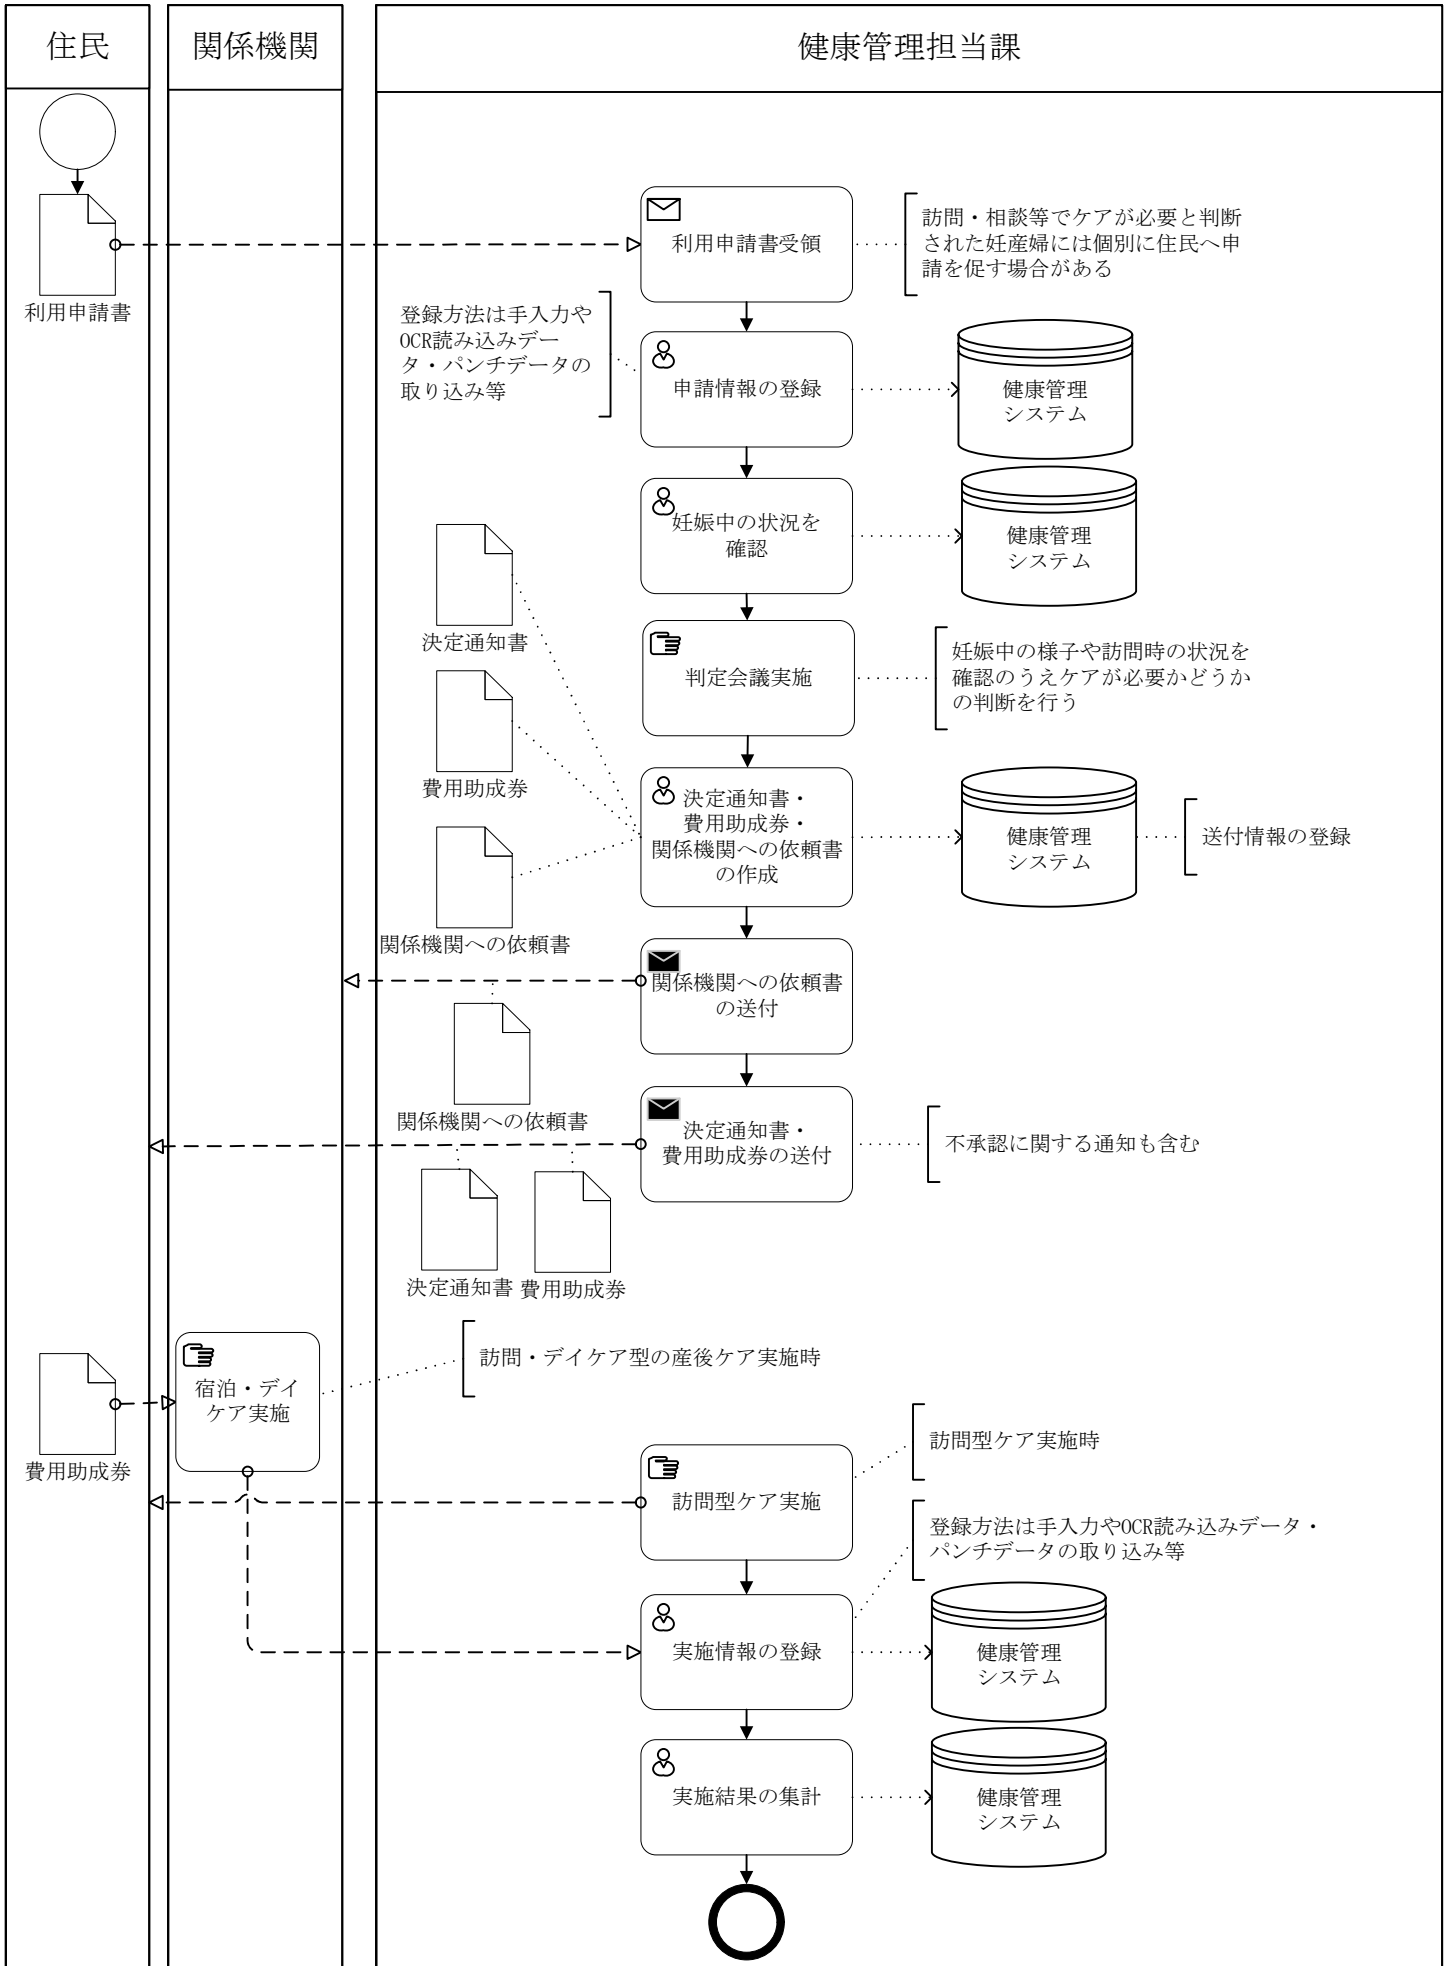 住民
関係機関
健康管理担当課
利用申請書
利用申請書受領
訪問・相談等でケアが必要と判断
された妊産婦には個別に住民へ申
請を促す場合がある
登録方法は手入力や
OCR読み込みデー
タ・パンチデータの
取り込み等
申請情報の登録
健康管理
システム
妊娠中の状況を
確認
健康管理
システム
決定通知書
判定会議実施
妊娠中の様子や訪問時の状況を
確認のうえケアが必要かどうか
の判断を行う
費用助成券
決定通知書・
費用助成券・
関係機関への依頼書
の作成
健康管理
システム
送付情報の登録
関係機関への依頼書
関係機関への依頼書
の送付
関係機関への依頼書
決定通知書・
費用助成券の送付
不承認に関する通知も含む
決定通知書
費用助成券
費用助成券
宿泊・デイ
ケア実施
訪問・デイケア型の産後ケア実施時
訪問型ケア実施
訪問型ケア実施時
登録方法は手入力やOCR読み込みデータ・
パンチデータの取り込み等
実施情報の登録
健康管理
システム
実施結果の集計
健康管理
システム